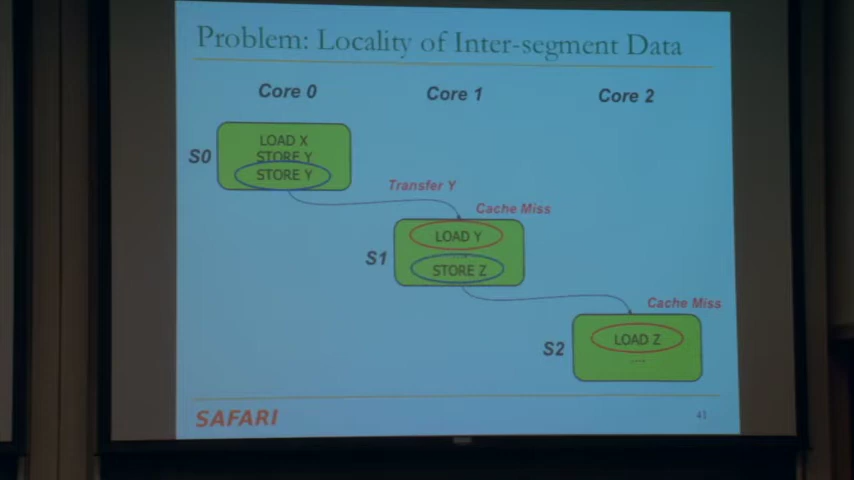 Problem: Locality of Inter-segment Data
Core 0
Core 1
Core 2
S0
LOAD X
STORE Y
STORE Y
Transfer Y
Cache Miss
S1
LOAD Y
....
STORE Z
Cache Miss
S2
LOAD Z
....
SAFARI
41